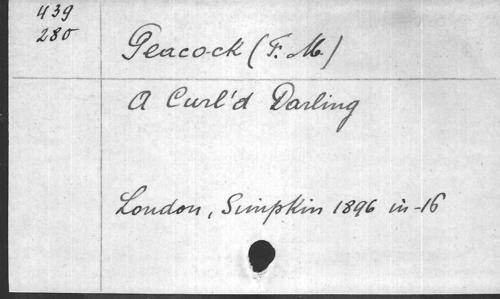 439
280
Peacock (F. M.)
A Curl'd Darling
London, Simpkin 1896 in-16